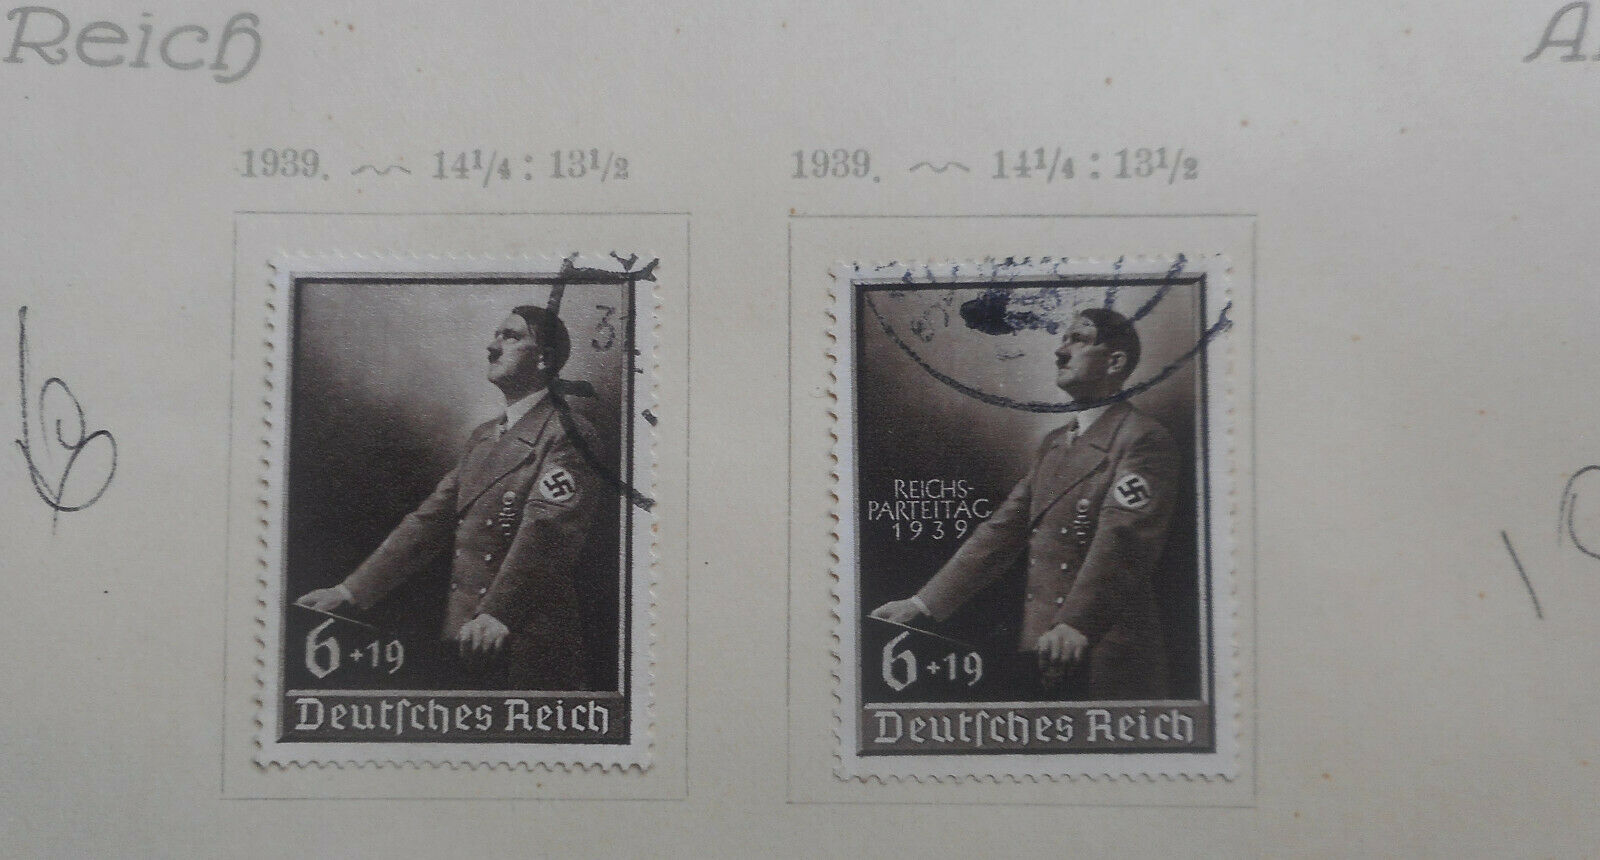 Reich
1939. 14¼ : 13½
1939. 14¼ : 13½
3
6 + 19
Deutſches Reich
REICHS-
PARTEITAG
1939
6 + 19
Deutſches Reich